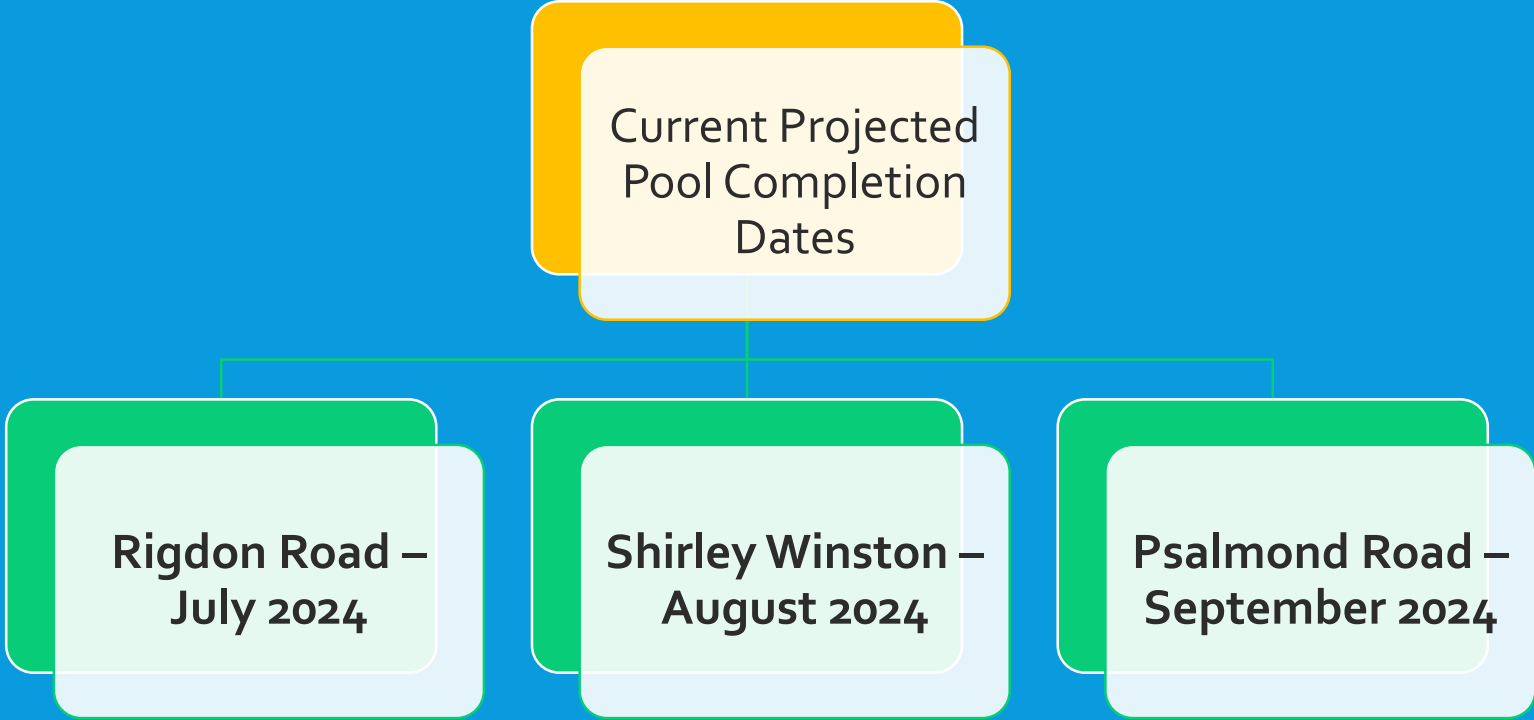 Current Projected
Pool Completion
Dates
Rigdon Road –
July 2024
Shirley Winston –
August 2024
Psalmond Road –
September 2024